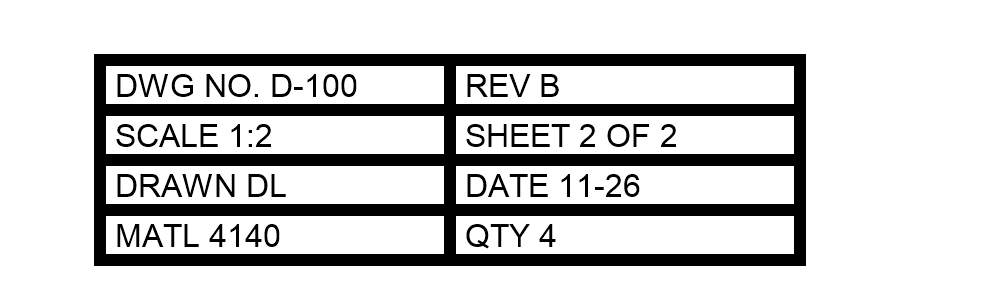 DWG NO. D-100
REV B
SCALE 1:2
SHEET 2 OF 2
DRAWN DL
DATE 11-26
MATL 4140
QTY 4